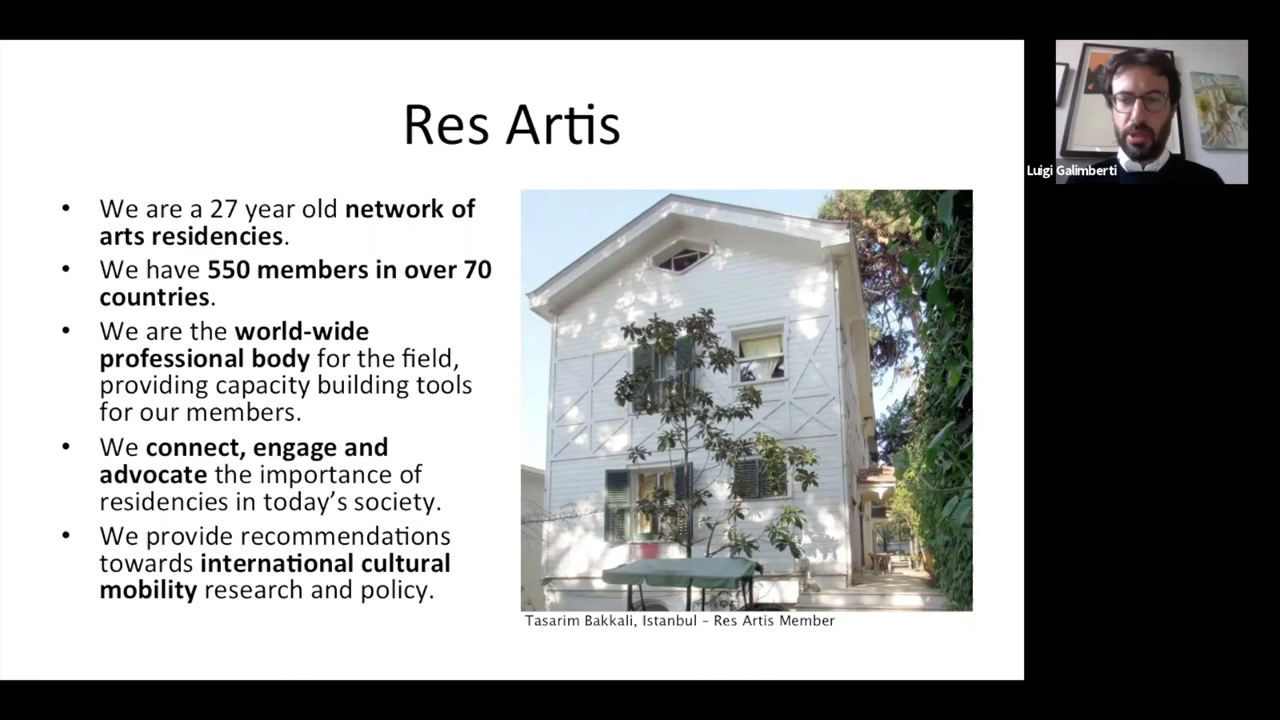 Res Artis
• We are a 27 year old network of
arts residencies.
• We have 550 members in over 70
countries.
• We are the world-wide
professional body for the field,
providing capacity building tools
for our members.
• We connect, engage and
advocate the importance of
residencies in today’s society.
• We provide recommendations
towards international cultural
mobility research and policy.
Tasarim Bakkali, Istanbul – Res Artis Member
Luigi Galimberti